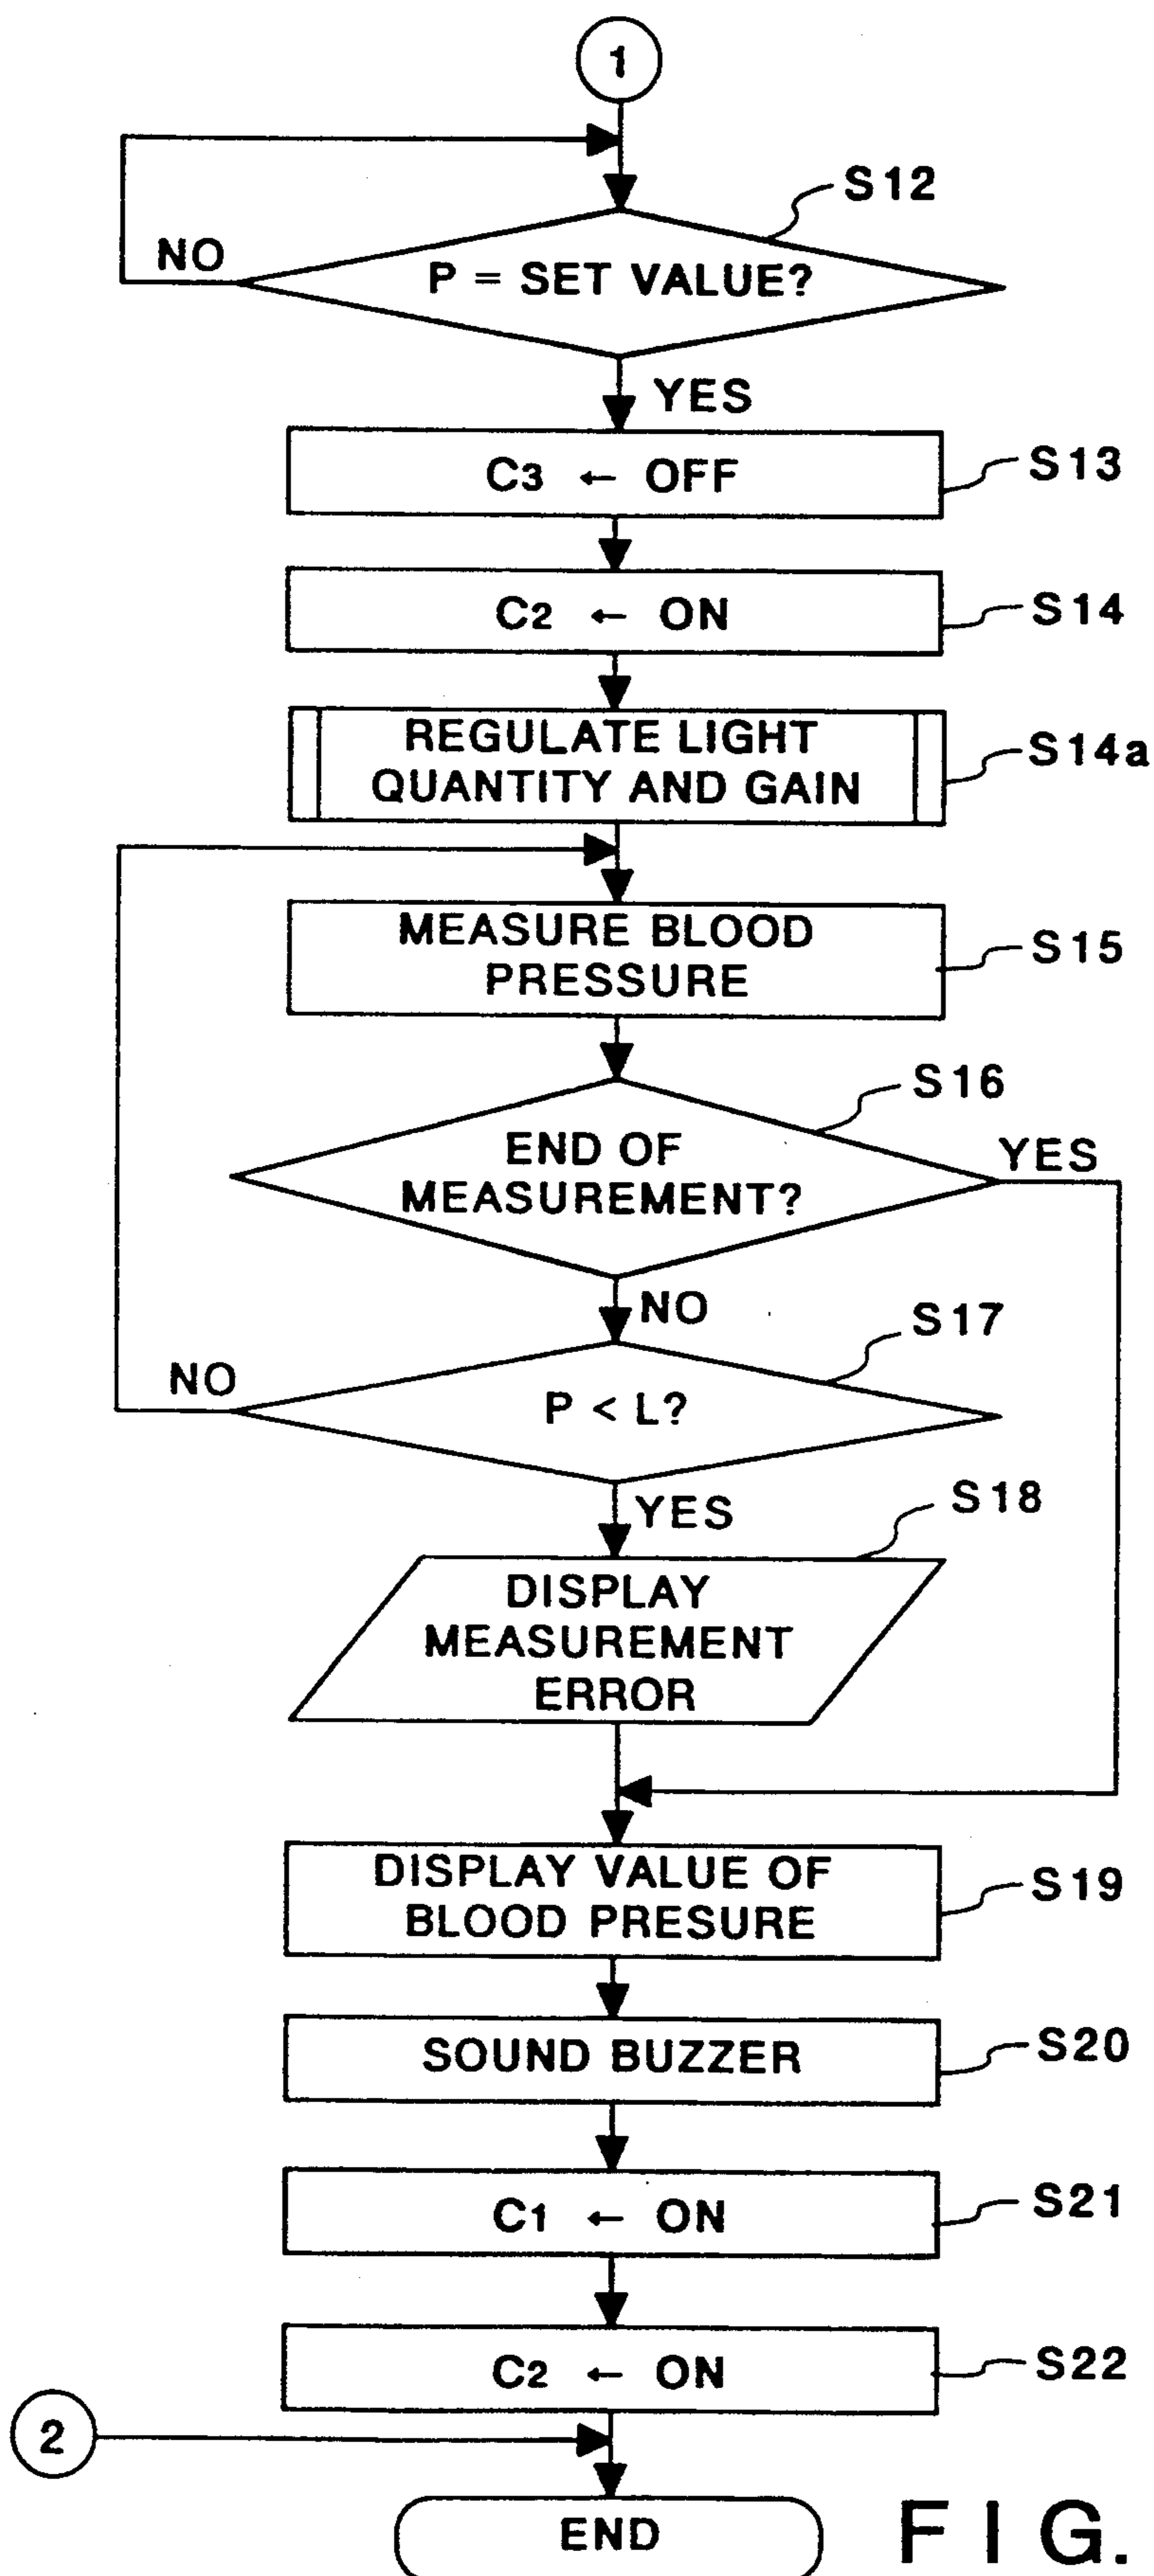 1
S12
NO
P = SET VALUE?
YES
C3 ← OFF
S13
C2 ← ON
S14
REGULATE LIGHT
QUANTITY AND GAIN
S14a
MEASURE BLOOD
PRESSURE
S15
S16
END OF
MEASUREMENT?
YES
NO
S17
NO
P < L?
YES
S18
DISPLAY
MEASUREMENT
ERROR
DISPLAY VALUE OF
BLOOD PRESURE
S19
SOUND BUZZER
S20
C1 ← ON
S21
C2 ← ON
S22
2
END
FIG.